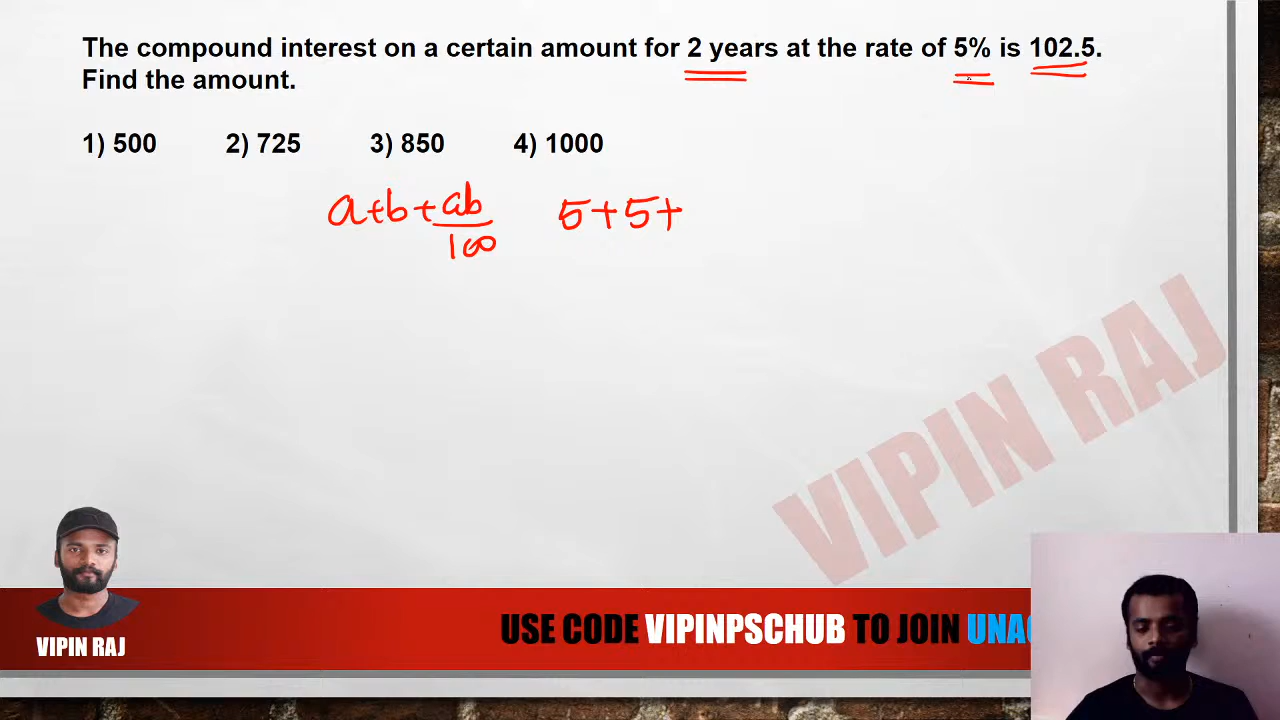 The compound interest on a certain amount for 2 years at the rate of 5% is 102.5.
Find the amount.
1) 500 2) 725 3) 850 4) 1000
a+b+ab/100 5+5+
VIPIN RAJ
USE CODE VIPINPSCHUB TO JOIN
VIPIN RAJ